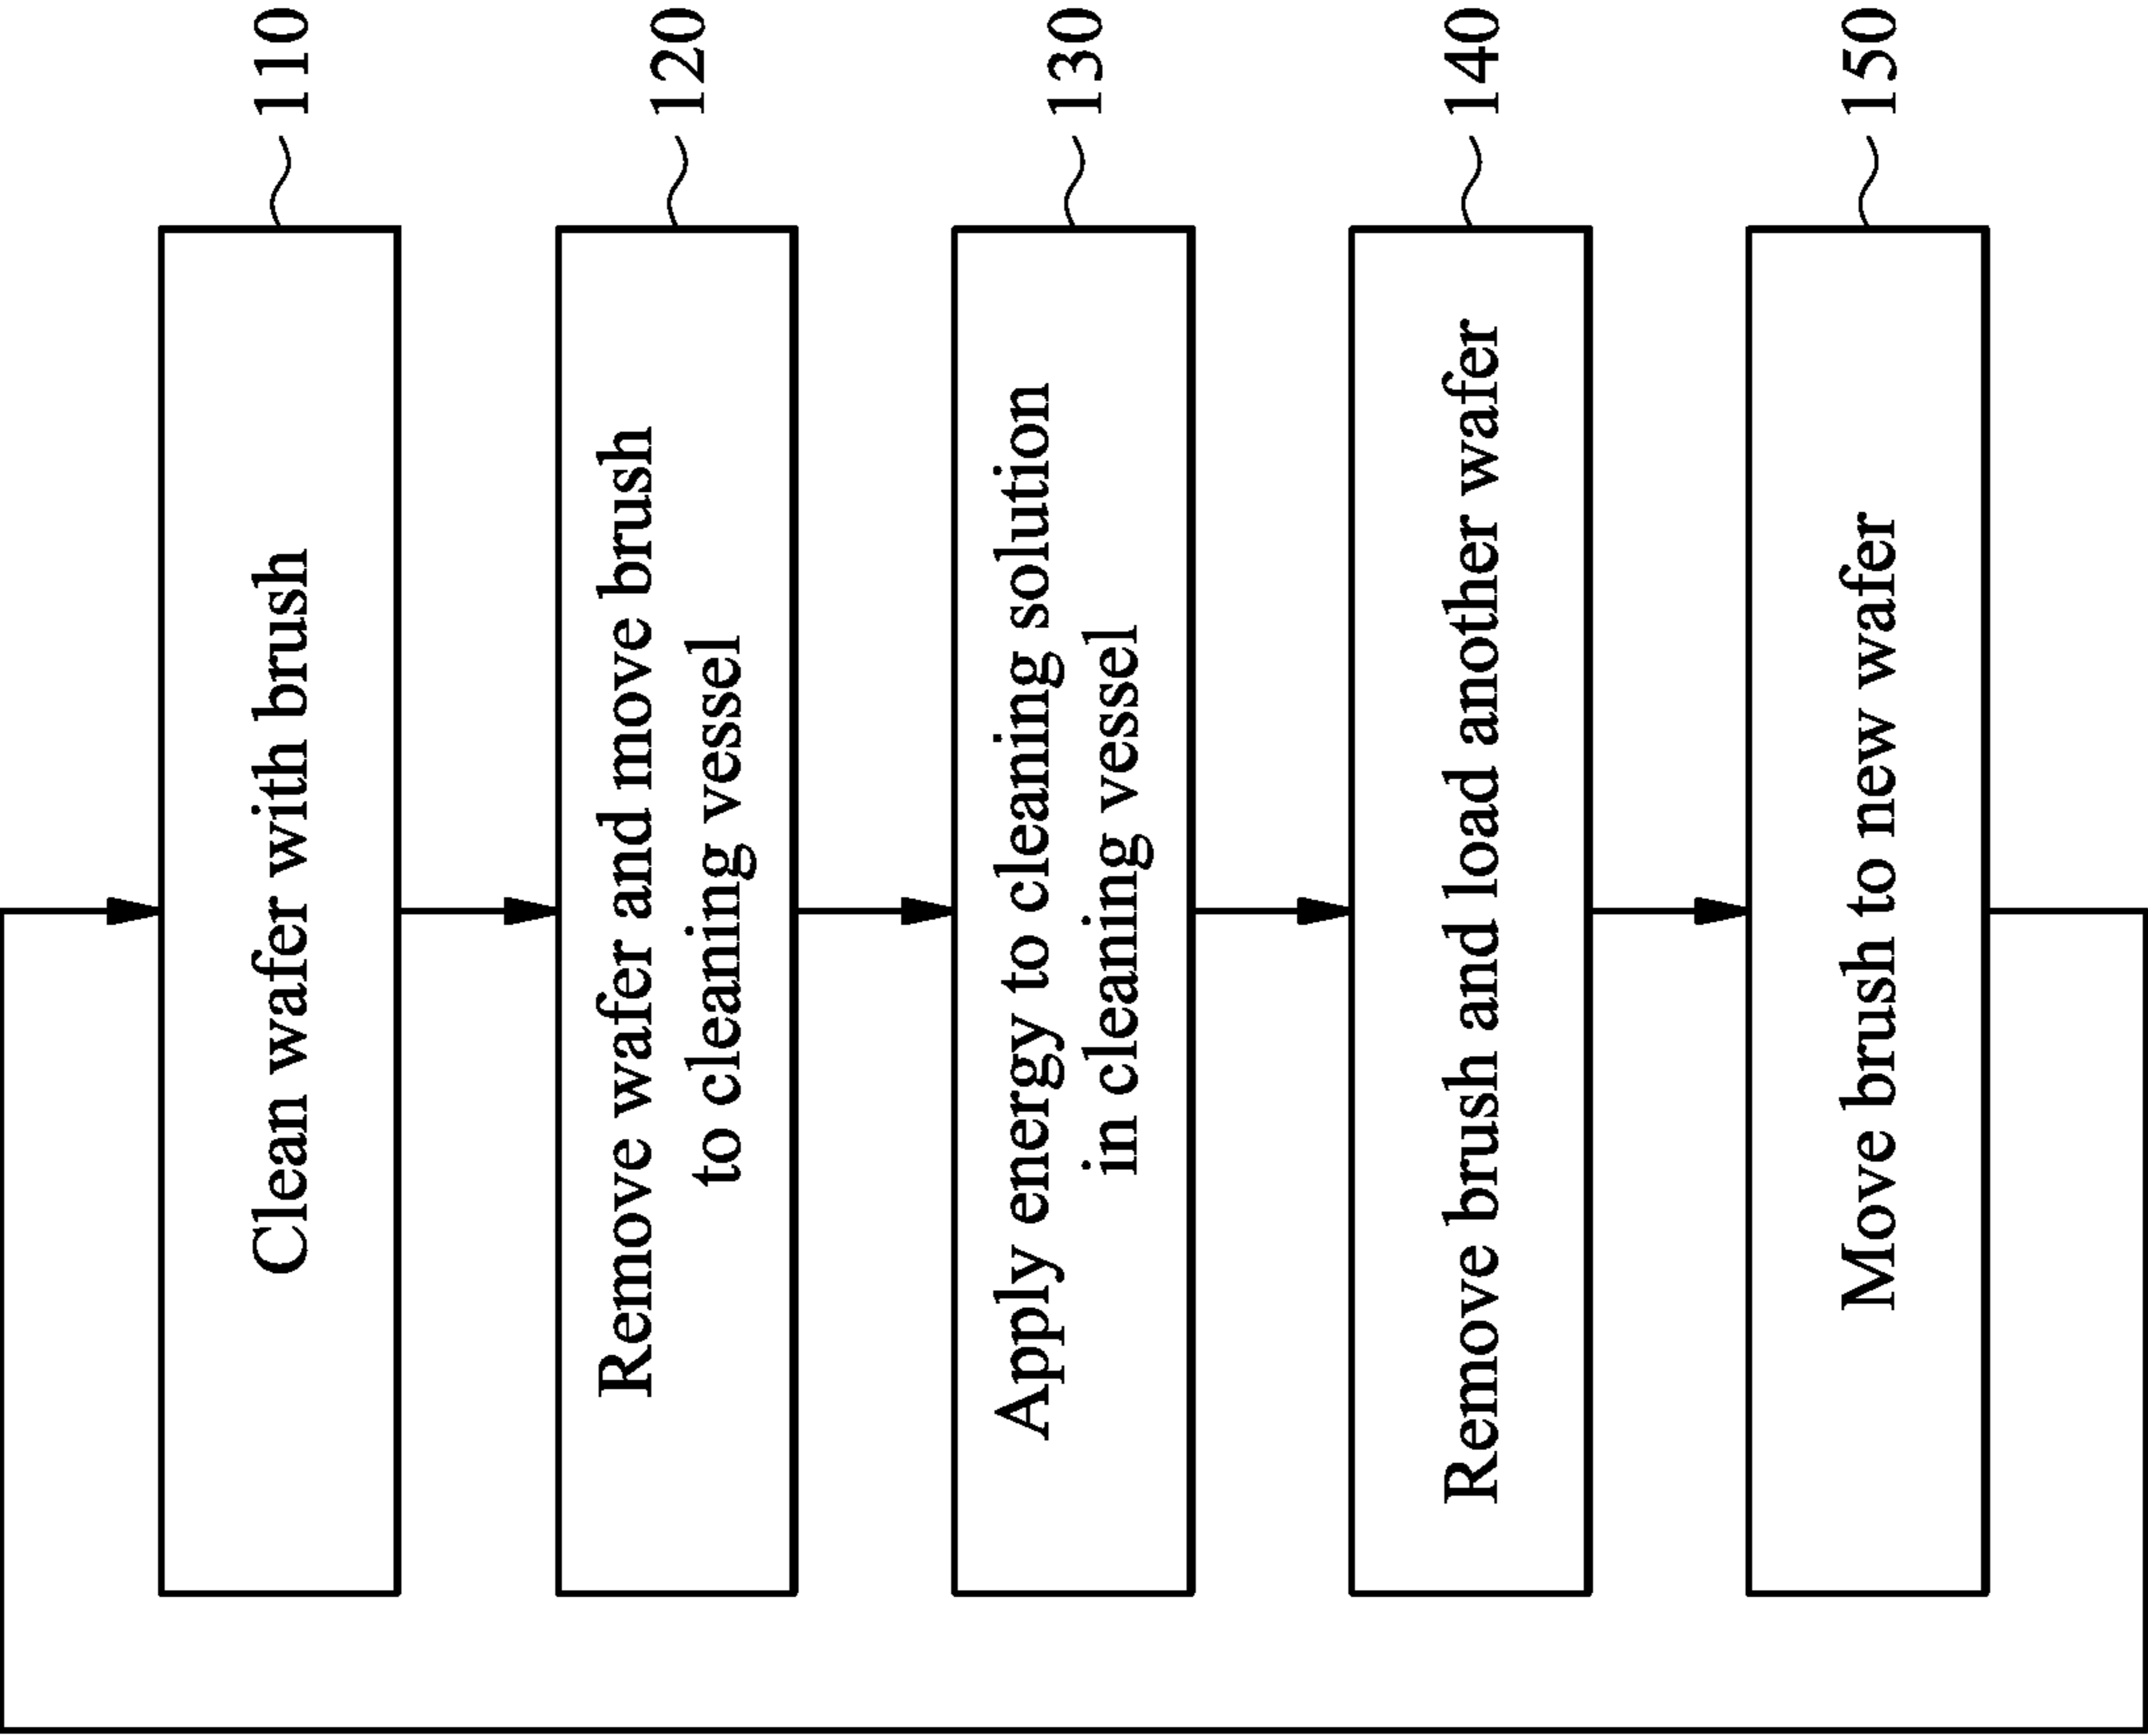 Clean wafer with brush
110
Remove wafer and move brush
to cleaning vessel
120
Apply energy to cleaning solution
in cleaning vessel
130
Remove brush and load another wafer
140
Move brush to new wafer
150